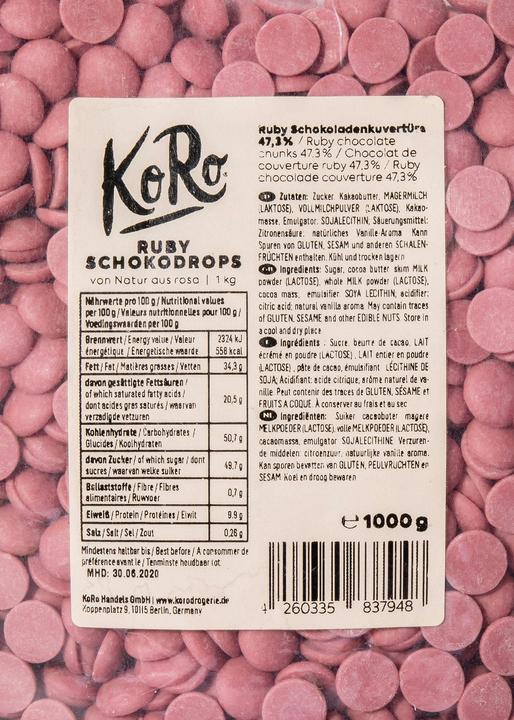 KoRo
RUBY
SCHOKODROPS
von Natur aus rosa | 1 kg
Nährwerte pro 100 g / Nutritional values
per 100 g / Valeurs nutritionnelles pour 100 g /
Voedingswaarden per 100 g
Brennwert / Energy value / Valeur
énergétique / Energetische waarde
2324 kJ
558 kcal
Fett / Fat / Matières grasses / Vetten
34,3 g
davon gesättigte Fettsäuren /
of which saturated fatty acids /
dont acides gras saturés / waarvan
verzadigde vetzuren
20,5 g
Kohlenhydrate / Carbohydrates /
Glucides / Koolhydraten
50,7 g
davon Zucker / of which sugar / dont
sucres / waarvan welke suiker
49,7 g
Ballaststoffe / Fibre / Fibres
alimentaires / Ruwvoer
0,7 g
Eiweiß / Protein / Protéines / Eiwit
9,9 g
Salz / Salt / Sel / Zout
0,26 g
Mindestens haltbar bis / Best before / A consommer de
préférence avant le / Tenminste houdbaar tot:
MHD: 30.06.2020
KoRo Handels GmbH | www.korodrogerie.de
Koppenplatz 9, 10115 Berlin, Germany
Ruby Schokoladenkuvertüre
47,3% / Ruby chocolate
chunks 47.3% / Chocolat de
couverture ruby 47,3% / Ruby
chocolade couverture 47,3%
D Zutaten: Zucker, Kakaobutter, MAGERMILCH
(LAKTOSE), VOLLMILCHPULVER (LAKTOSE), Kakao-
masse, Emulgator: SOJALECITHIN, Säuerungsmittel:
Zitronensäure; natürliches Vanille-Aroma. Kann
Spuren von GLUTEN, SESAM und anderen SCHALEN-
FRÜCHTEN enthalten. Kühl und trocken lagern
GB Ingredients: Sugar, cocoa butter, skim MILK
powder (LACTOSE), whole MILK powder (LACTOSE),
cocoa mass, emulsifier: SOYA LECITHIN, acidifier:
citric acid; natural vanilla aroma. May contain traces
of GLUTEN, SESAME and other EDIBLE NUTS. Store in
a cool and dry place
F Ingrédients : Sucre, beurre de cacao, LAIT
écrémé en poudre (LACTOSE), LAIT entier en poudre
(LACTOSE), pâte de cacao, émulsifiant: LÉCITHINE DE
SOJA; Acidifiant: acide citrique, arôme naturel de va-
nille. Peut contenir des traces de GLUTEN, SÉSAME et
FRUITS A COQUE. À conserver au frais et au sec
NL Ingrediënten: Suiker, cacaoboter, magere
MELKPOEDER (LACTOSE), volle MELKPOEDER (LACTOSE),
cacaomassa, emulgator: SOJALECITHINE. Verzuren-
de middelen: citroenzuur, natuurlijke vanille aroma.
Kan sporen bevatten van GLUTEN, PEULVRUCHTEN en
SESAM. Koel en droog bewaren
℮ 1000 g
4 260335 837948